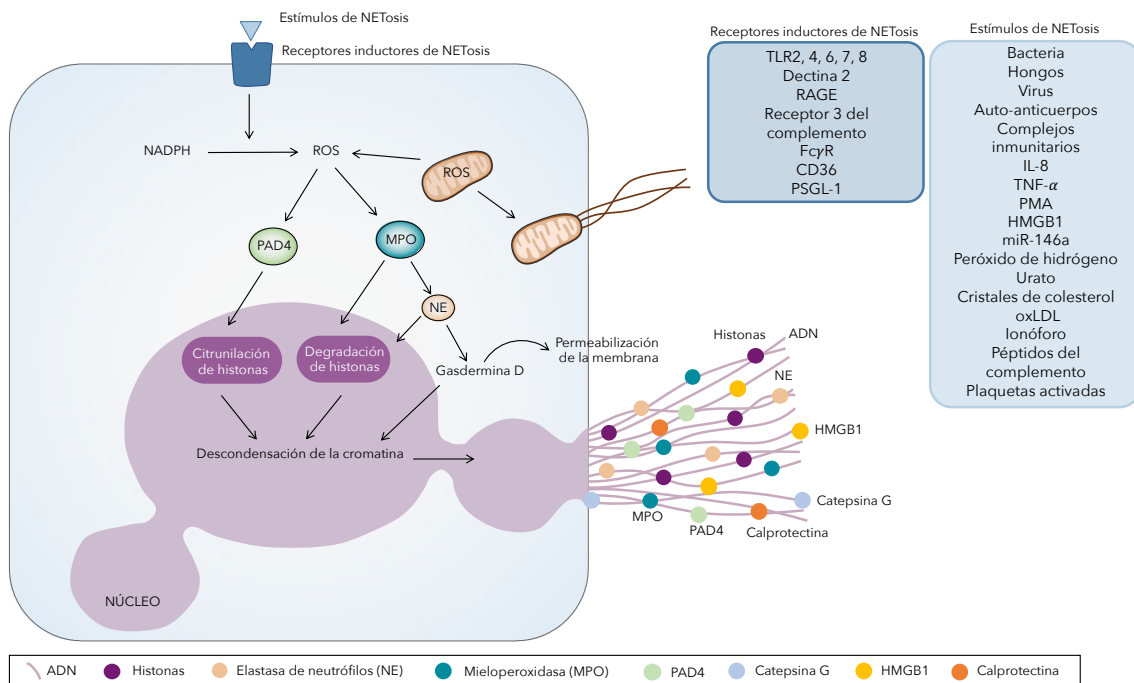 Estímulos de NETosis
Receptores inductores de NETosis
NADPH
ROS
ROS
PAD4
MPO
NE
Citrunilación
de histonas
Degradación
de histonas
Gasdermina D
Permeabilización
de la membrana
Descondensación de la cromatina
NÚCLEO
Receptores inductores de NETosis
TLR2, 4, 6, 7, 8
Dectina 2
RAGE
Receptor 3 del
complemento
FcγR
CD36
PSGL-1
Estímulos de NETosis
Bacteria
Hongos
Virus
Auto-anticuerpos
Complejos
inmunitarios
IL-8
TNF-α
PMA
HMGB1
miR-146a
Peróxido de hidrógeno
Urato
Cristales de colesterol
oxLDL
Ionóforo
Péptidos del
complemento
Plaquetas activadas
Histonas
ADN
NE
HMGB1
Catepsina G
MPO
PAD4
Calprotectina
ADN
Histonas
Elastasa de neutrófilos (NE)
Mieloperoxidasa (MPO)
PAD4
Catepsina G
HMGB1
Calprotectina